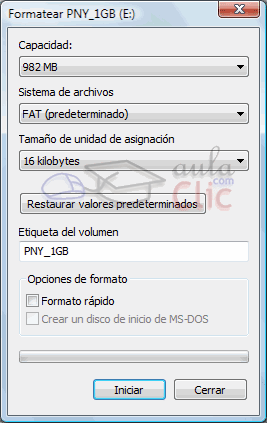 Formatear PNY_1GB (E:)
Capacidad:
982 MB
Sistema de archivos
FAT (predeterminado)
Tamaño de unidad de asignación
16 kilobytes
aula
.com
Clic
Restaurar valores predeterminados
Etiqueta del volumen
PNY_1GB
Opciones de formato
Formato rápido
Crear un disco de inicio de MS-DOS
Iniciar
Cerrar